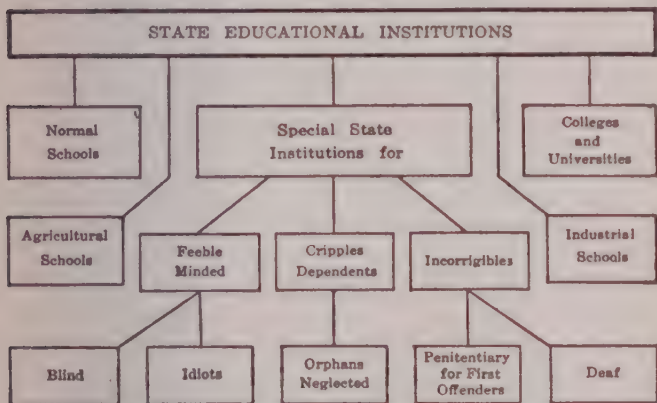 STATE EDUCATIONAL INSTITUTIONS
Normal
Schools
Special State
Institutions for
Colleges
and
Universities
Agricultural
Schools
Feeble
Minded
Cripples
Dependents
Incorrigibles
Industrial
Schools
Blind
Idiots
Orphans
Neglected
Penitentiary
for First
Offenders
Deaf